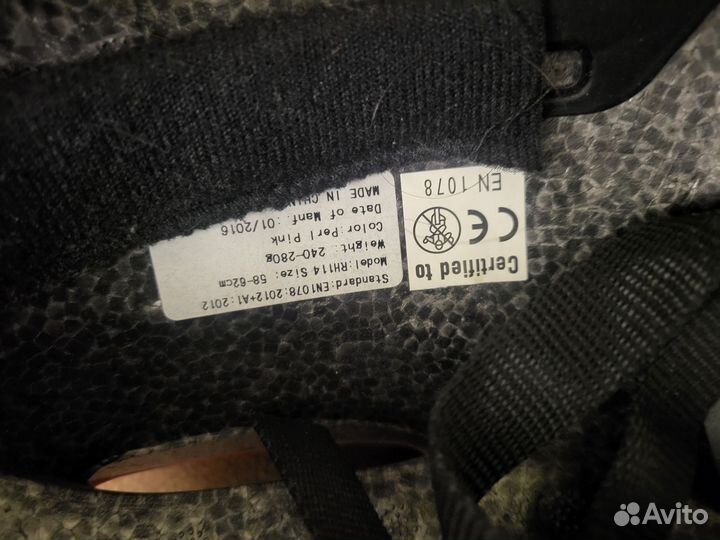 Certified to
CE
EN 1078
Standard:EN1078:2012+A1:2012
Model:RH114 Size: 58-62cm
Weight: 240-280g
Color:Perl Pink
Date of Manf: 01/2016
MADE IN CHIN
Avito